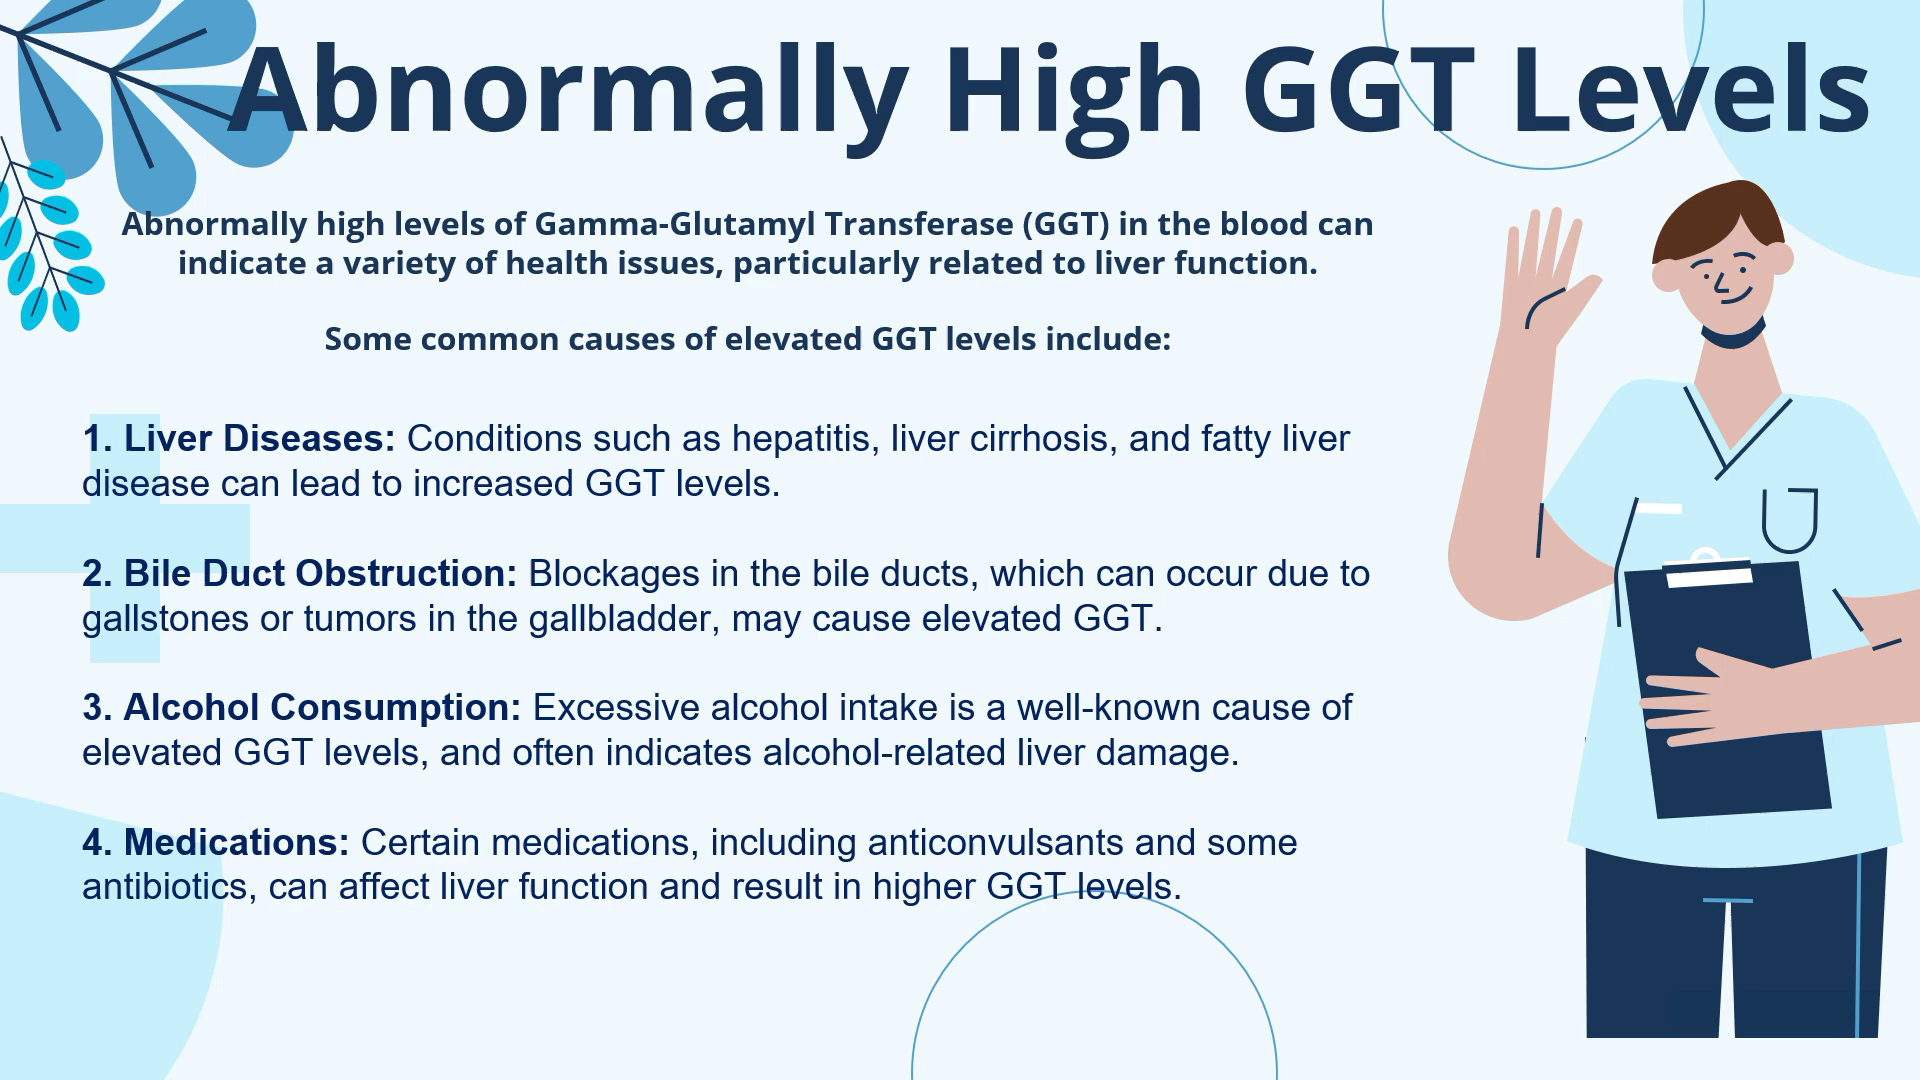 Abnormally High GGT Levels
Abnormally high levels of Gamma-Glutamyl Transferase (GGT) in the blood can
indicate a variety of health issues, particularly related to liver function.
Some common causes of elevated GGT levels include:
1. Liver Diseases: Conditions such as hepatitis, liver cirrhosis, and fatty liver
disease can lead to increased GGT levels.
2. Bile Duct Obstruction: Blockages in the bile ducts, which can occur due to
gallstones or tumors in the gallbladder, may cause elevated GGT.
3. Alcohol Consumption: Excessive alcohol intake is a well-known cause of
elevated GGT levels, and often indicates alcohol-related liver damage.
4. Medications: Certain medications, including anticonvulsants and some
antibiotics, can affect liver function and result in higher GGT levels.